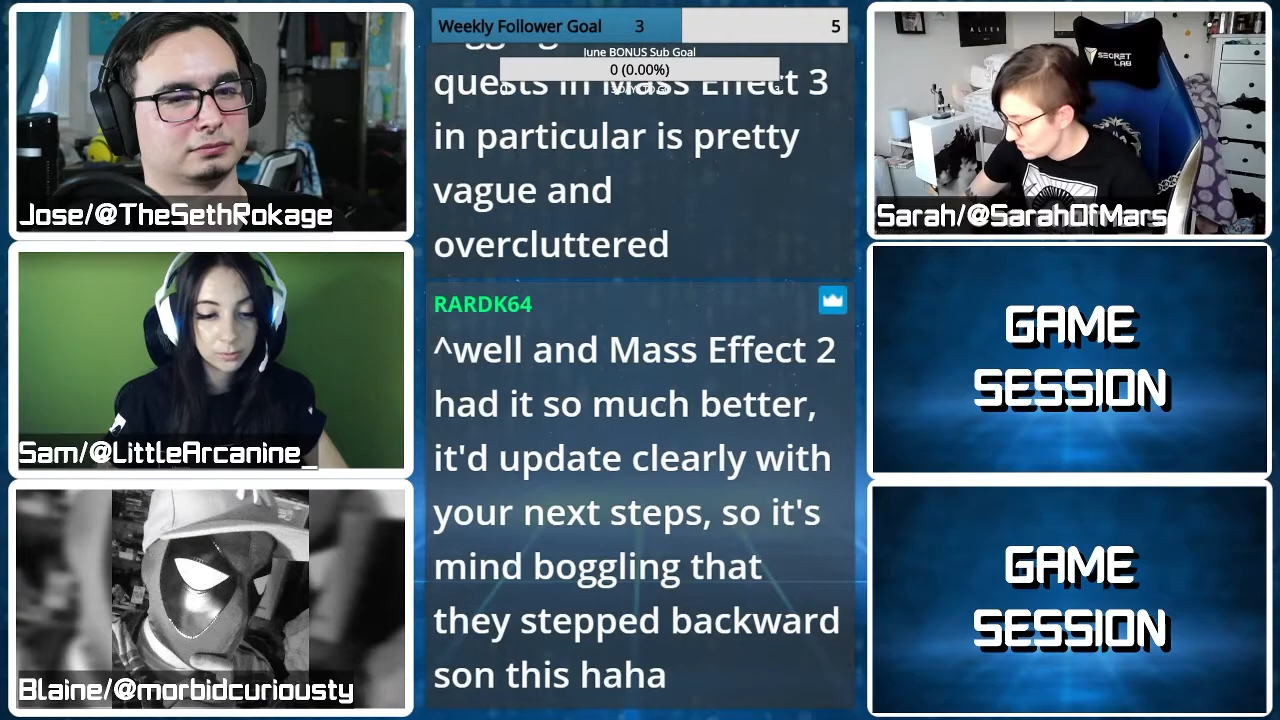 Weekly Follower Goal 3 5
June BONUS Sub Goal
0 (0.00%)
quests in Mass Effect 3
in particular is pretty
vague and
overcluttered
RARDK64
^well and Mass Effect 2
had it so much better,
it'd update clearly with
your next steps, so it's
mind boggling that
they stepped backward
son this haha
Jose/@TheSethRokage
Sam/@LittleArcanine_
Blaine/@morbidcuriousty
ALIEN
SECRET
LAB
Sarah/@SarahOfMars
GAME
SESSION
GAME
SESSION